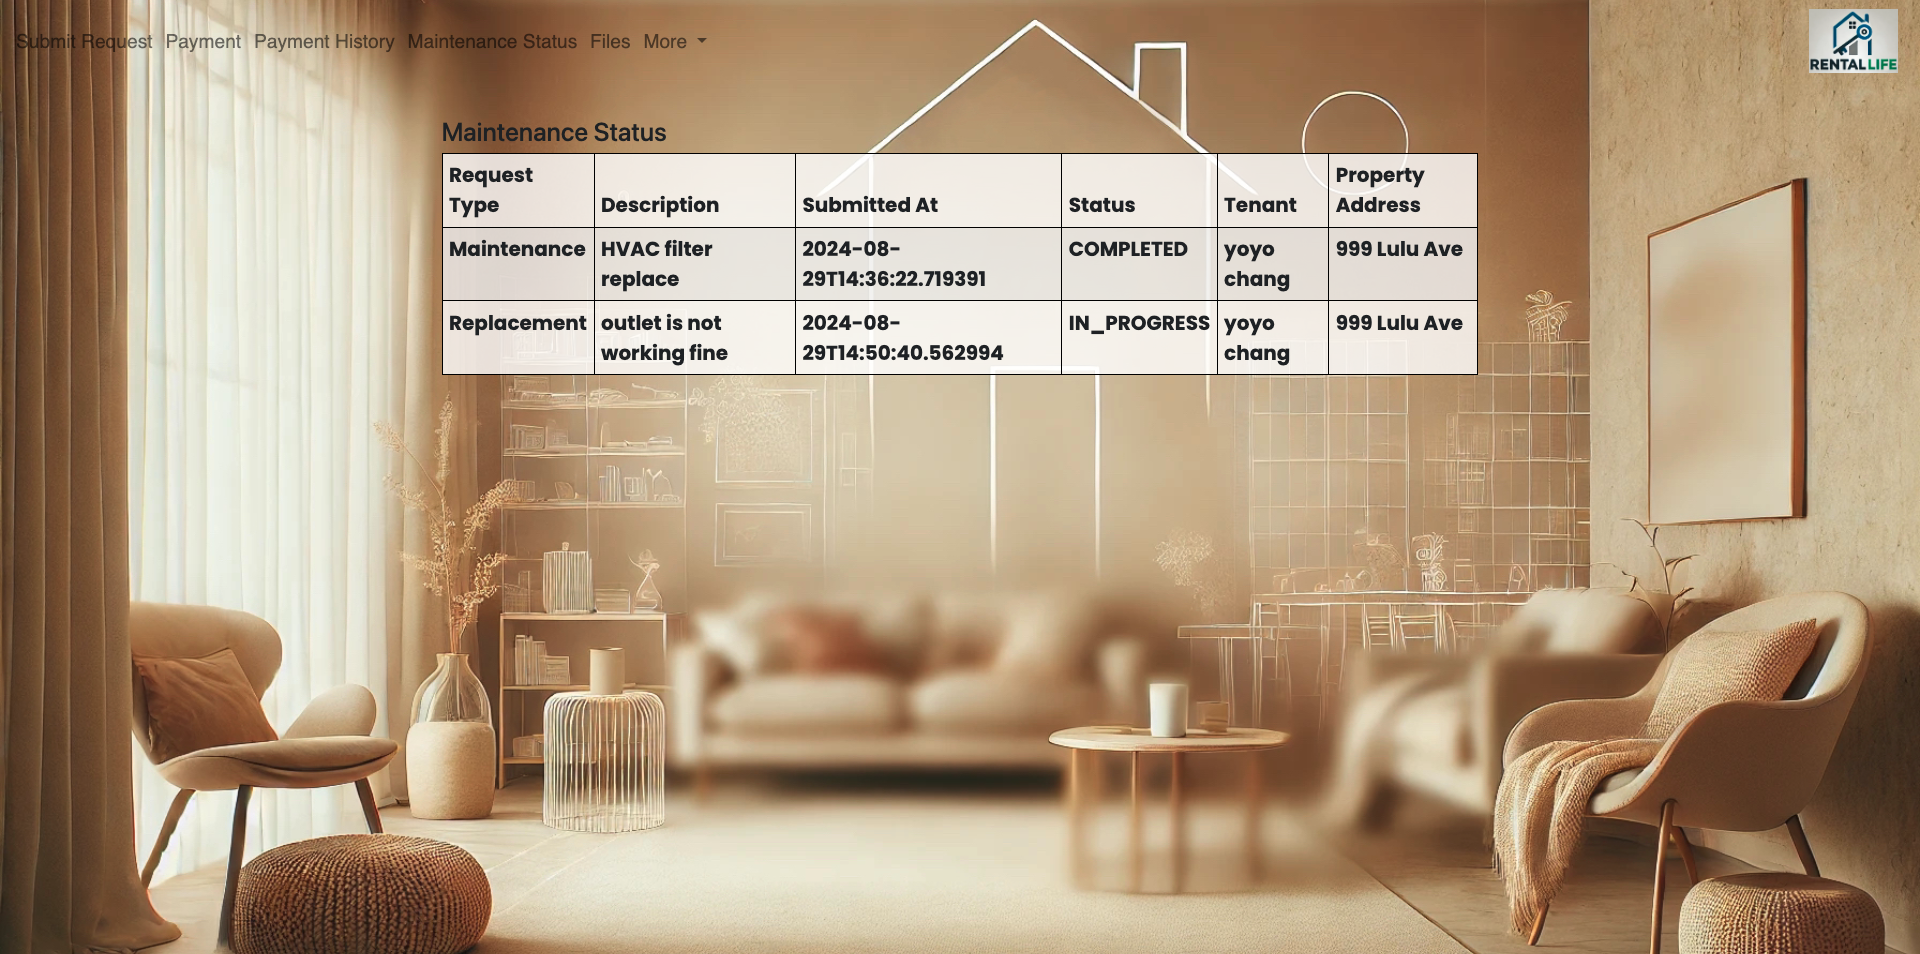 Submit Request Payment Payment History Maintenance Status Files More
RENTAL LIFE
Maintenance Status
Request Type Description Submitted At Status Tenant Property Address
Maintenance HVAC filter replace 2024-08-29T14:36:22.719391 COMPLETED yoyo chang 999 Lulu Ave
Replacement outlet is not working fine 2024-08-29T14:50:40.562994 IN_PROGRESS yoyo chang 999 Lulu Ave